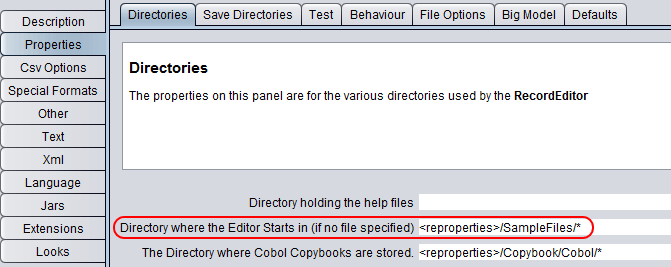 Description
Properties
Csv Options
Special Formats
Other
Text
Xml
Language
Jars
Extensions
Looks
Directories Save Directories Test Behaviour File Options Big Model Defaults
Directories
The properties on this panel are for the various directories used by the RecordEditor
Directory holding the help files
Directory where the Editor Starts in (if no file specified) <reproperties>/SampleFiles/*
The Directory where Cobol Copybooks are stored. <reproperties>/Copybook/Cobol/*